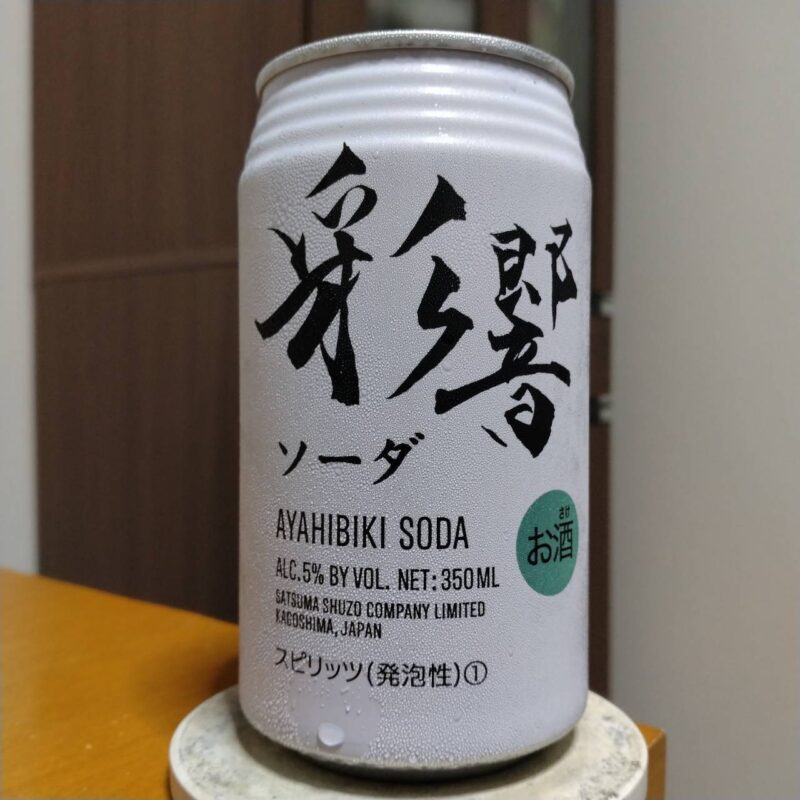 彩響
ソーダ
AYAHIBIKI SODA
ALC.5% BY VOL. NET:350ML
SATSUMA SHUZO COMPANY LIMITED
KAGOSHIMA, JAPAN
スピリッツ(発泡性)①
さけ
お酒